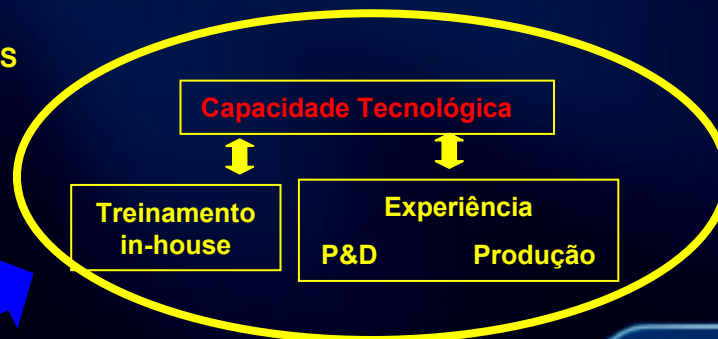 S
Capacidade Tecnológica
Treinamento
in-house
Experiência
P&D Produção